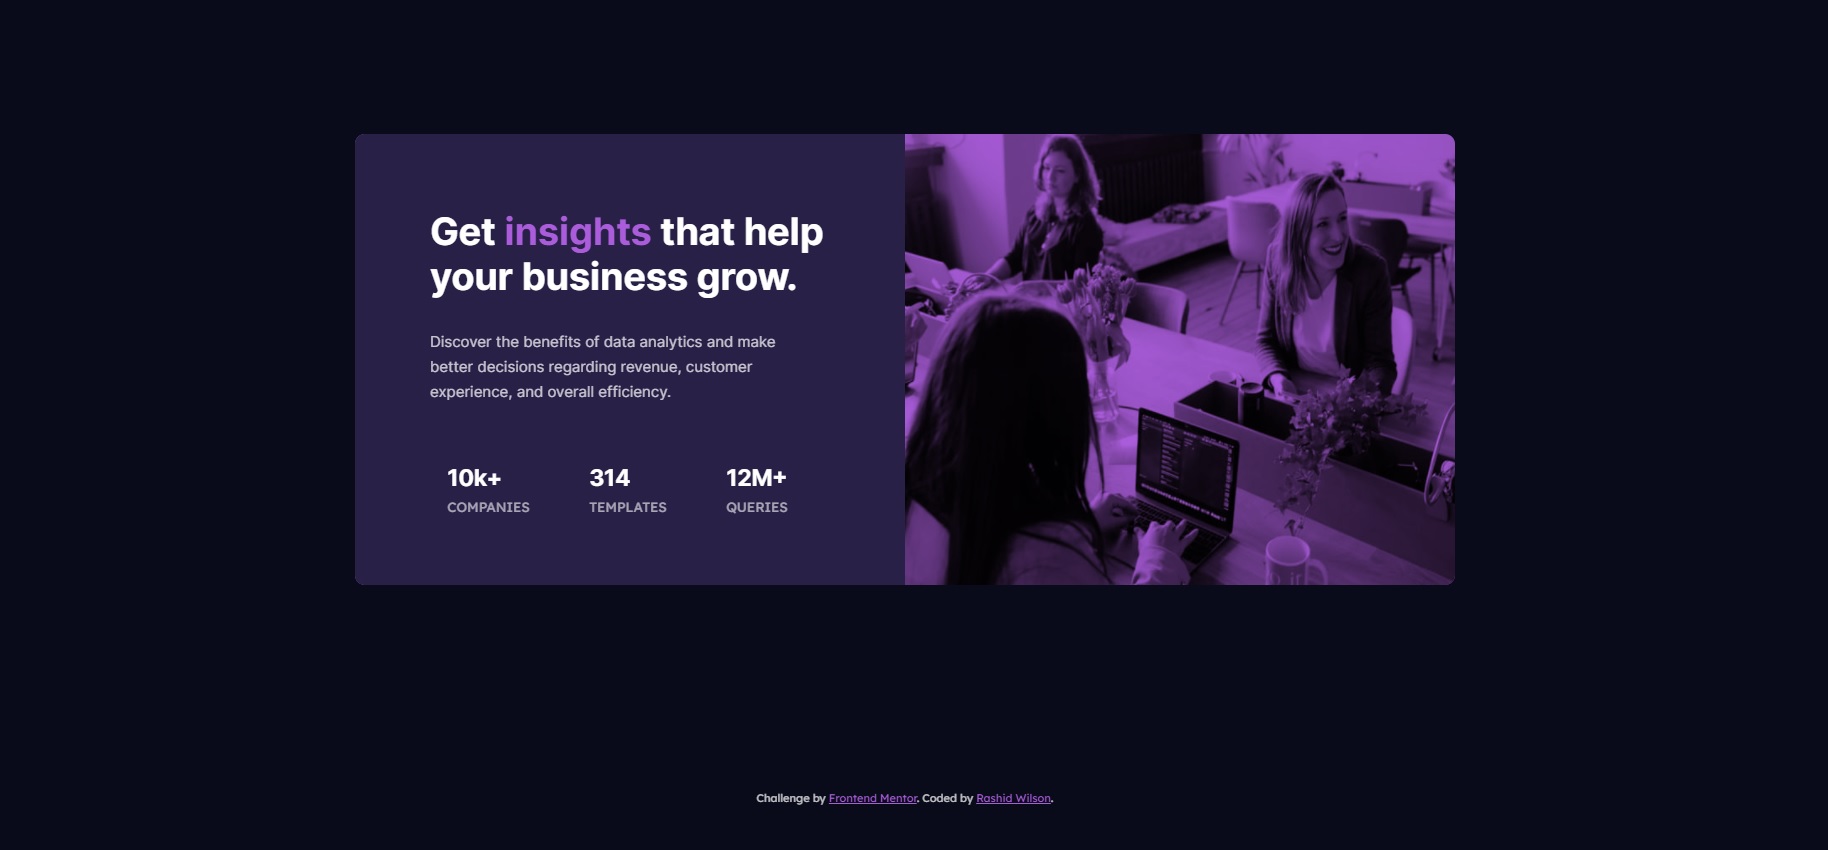 Get insights that help
your business grow.
Discover the benefits of data analytics and make
better decisions regarding revenue, customer
experience, and overall efficiency.
10k+ 314 12M+
COMPANIES TEMPLATES QUERIES
Challenge by Frontend Mentor. Coded by Rashid Wilson.